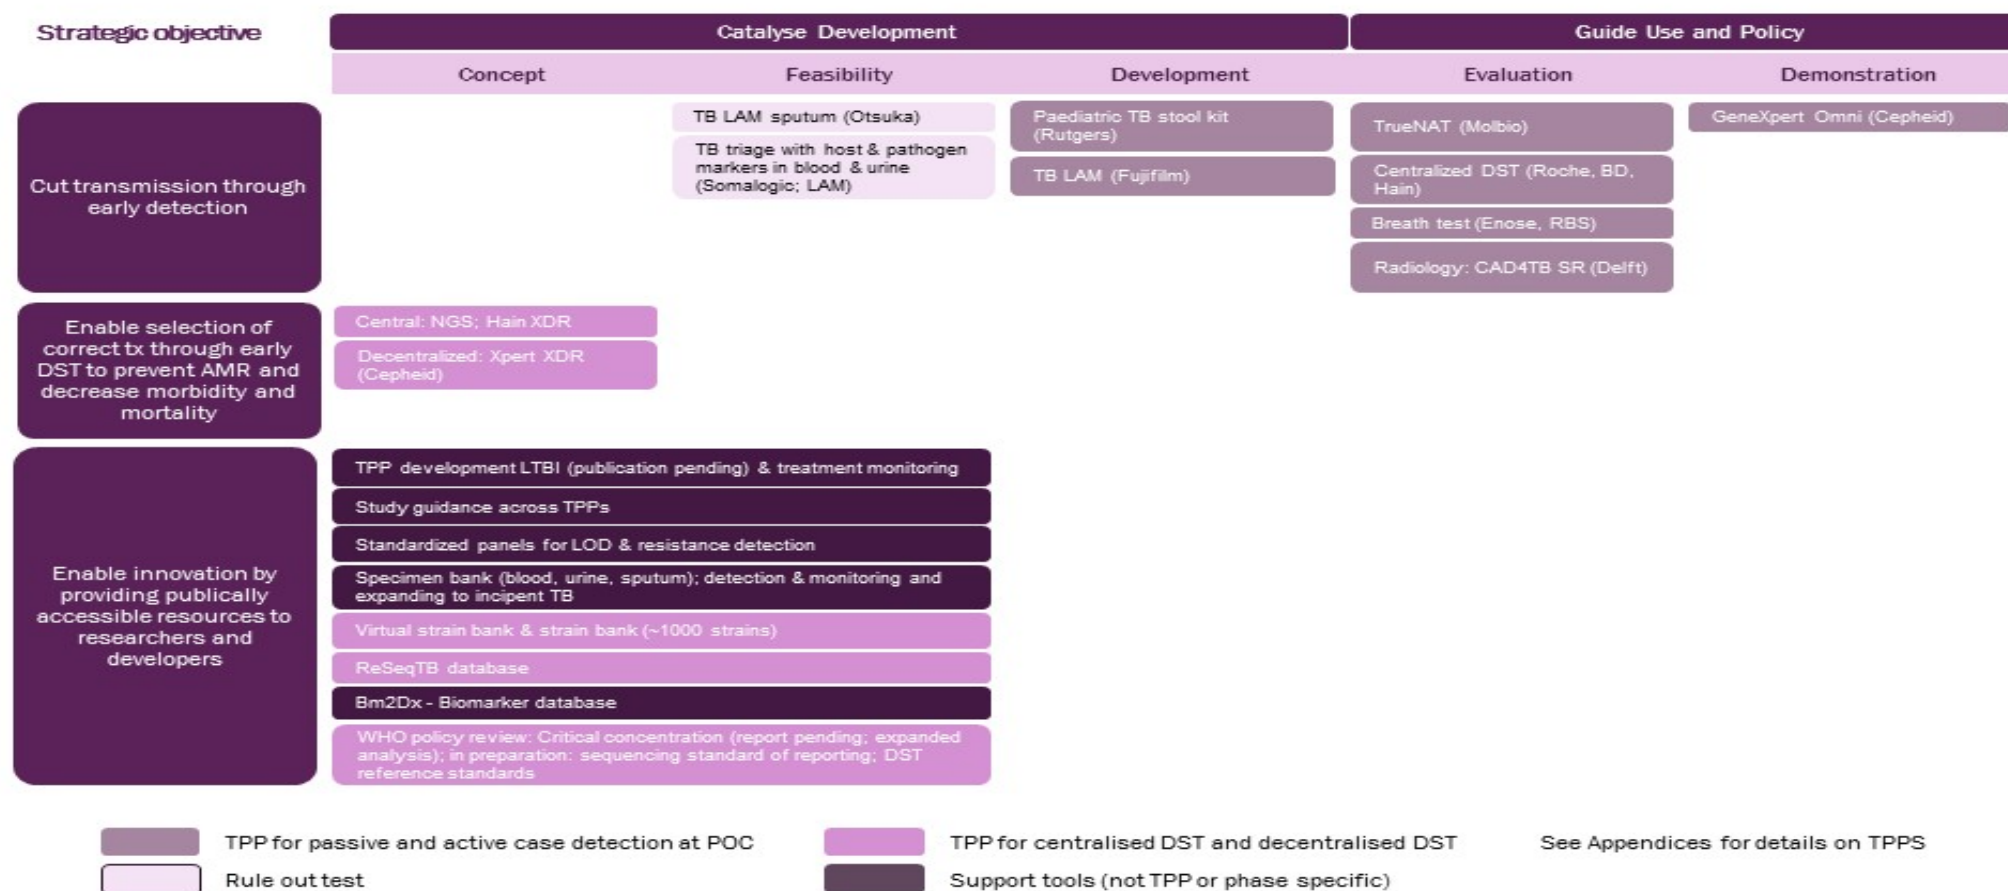 Strategic objective
Catalyse Development
Guide Use and Policy
Concept
Feasibility
Development
Evaluation
Demonstration
Cut transmission through
early detection
TB LAM sputum (Otsuka)
TB triage with host & pathogen
markers in blood & urine
(Somalogic; LAM)
Paediatric TB stool kit
(Rutgers)
TB LAM (Fujifilm)
TrueNAT (Molbio)
Centralized DST (Roche, BD,
Hain)
Breath test (Enose, RBS)
Radiology: CAD4TB SR (Delft)
GeneXpert Omni (Cepheid)
Enable selection of
correct tx through early
DST to prevent AMR and
decrease morbidity and
mortality
Central: NGS; Hain XDR
Decentralized: Xpert XDR
(Cepheid)
Enable innovation by
providing publically
accessible resources to
researchers and
developers
TPP development LTBI (publication pending) & treatment monitoring
Study guidance across TPPs
Standardized panels for LOD & resistance detection
Specimen bank (blood, urine, sputum); detection & monitoring and
expanding to incipent TB
Virtual strain bank & strain bank (~1000 strains)
ReSeqTB database
Bm2Dx - Biomarker database
WHO policy review: Critical concentration (report pending; expanded
analysis); in preparation: sequencing standard of reporting; DST
reference standards
TPP for passive and active case detection at POC
TPP for centralised DST and decentralised DST
See Appendices for details on TPPS
Rule out test
Support tools (not TPP or phase specific)